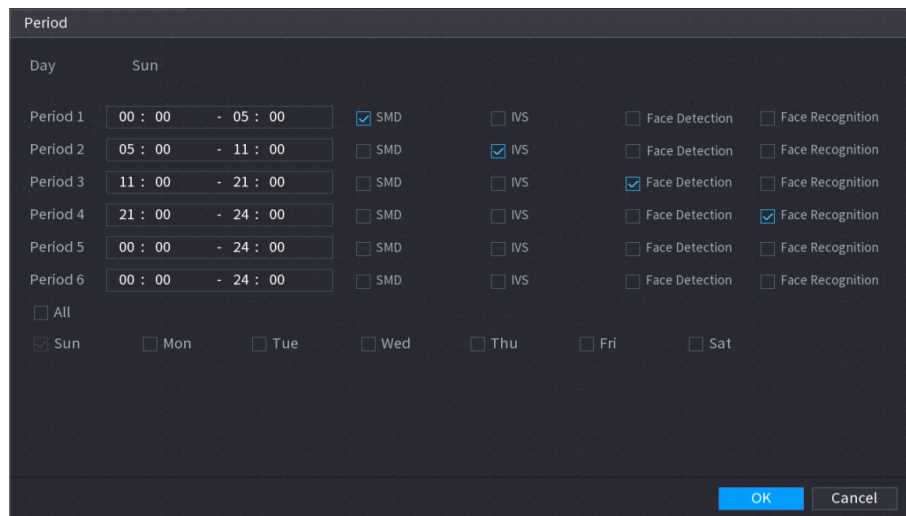 Period
Day Sun
Period 1 00 : 00 - 05 : 00 SMD IVS Face Detection Face Recognition
Period 2 05 : 00 - 11 : 00 SMD IVS Face Detection Face Recognition
Period 3 11 : 00 - 21 : 00 SMD IVS Face Detection Face Recognition
Period 4 21 : 00 - 24 : 00 SMD IVS Face Detection Face Recognition
Period 5 00 : 00 - 24 : 00 SMD IVS Face Detection Face Recognition
Period 6 00 : 00 - 24 : 00 SMD IVS Face Detection Face Recognition
All
Sun Mon Tue Wed Thu Fri Sat
OK Cancel